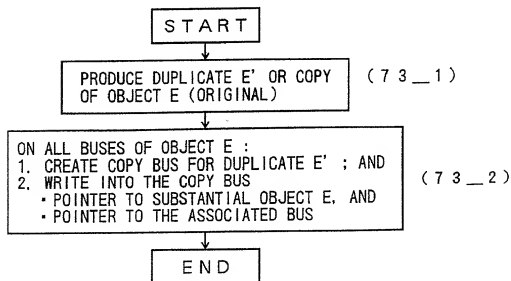 START
PRODUCE DUPLICATE E' OR COPY (73_1)
OF OBJECT E (ORIGINAL)
ON ALL BUSES OF OBJECT E :
1. CREATE COPY BUS FOR DUPLICATE E' ; AND
2. WRITE INTO THE COPY BUS (73_2)
・POINTER TO SUBSTANTIAL OBJECT E, AND
・POINTER TO THE ASSOCIATED BUS
END